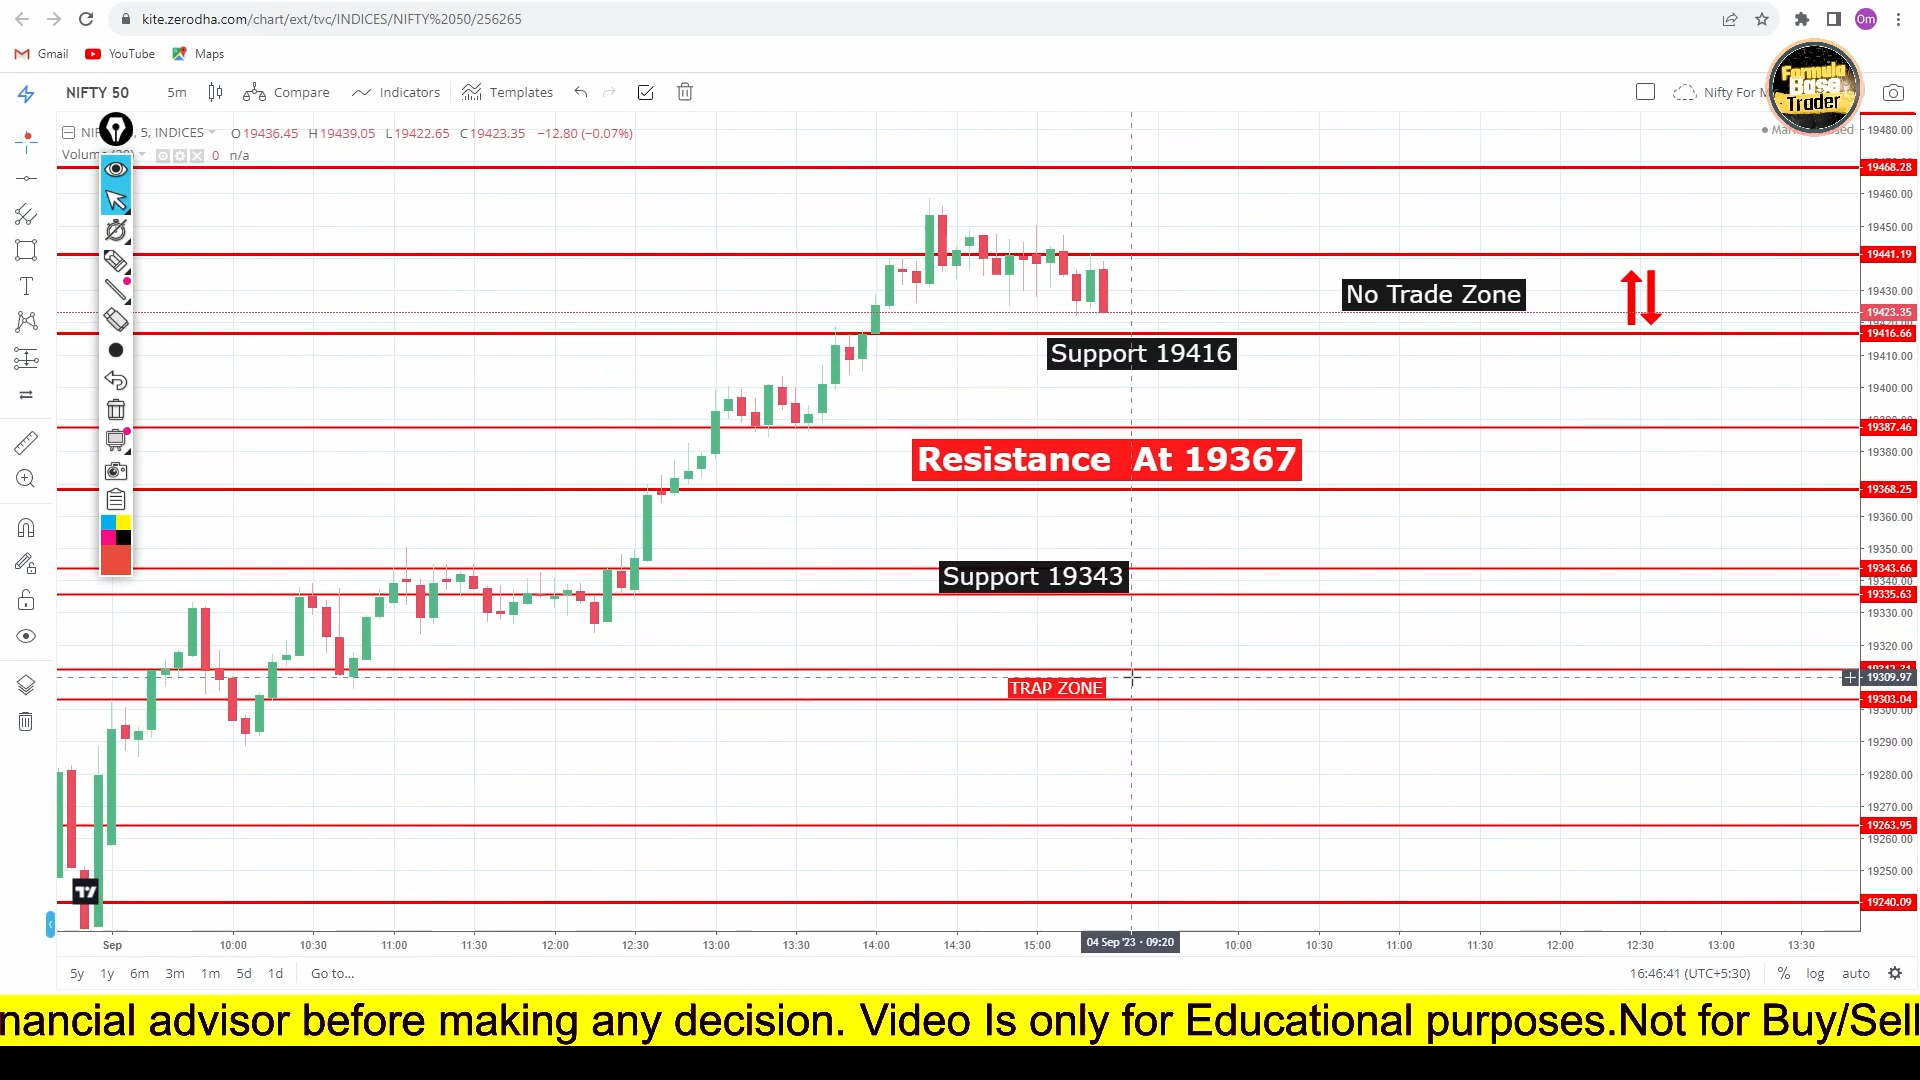 kite.zerodha.com/chart/ext/tvc/INDICES/NIFTY%2050/256265
Om
Gmail YouTube Maps
NIFTY 50 5m Compare Indicators Templates
Nifty For
Formula
Base
Trader
5, INDICES O19436.45 H19439.05 L19422.65 C19423.35 −12.80 (−0.07%)
0 n/a
19480.00
19468.28
19460.00
19450.00
19441.19
19430.00
No Trade Zone
19423.35
19416.66
Support 19416
19410.00
19400.00
19387.46
19380.00
Resistance At 19367
19368.25
19360.00
19350.00
19343.66
Support 19343
19340.00
19335.63
19330.00
19320.00
19309.97
TRAP ZONE
19303.04
19300.00
19290.00
19280.00
19270.00
19263.95
19260.00
19250.00
19240.09
Sep 10:00 10:30 11:00 11:30 12:00 12:30 13:00 13:30 14:00 14:30 15:00 04 Sep '23 · 09:20 10:00 10:30 11:00 11:30 12:00 12:30 13:00 13:30
5y 1y 6m 3m 1m 5d 1d Go to... 16:46:41 (UTC+5:30) % log auto
nancial advisor before making any decision. Video Is only for Educational purposes.Not for Buy/Sell